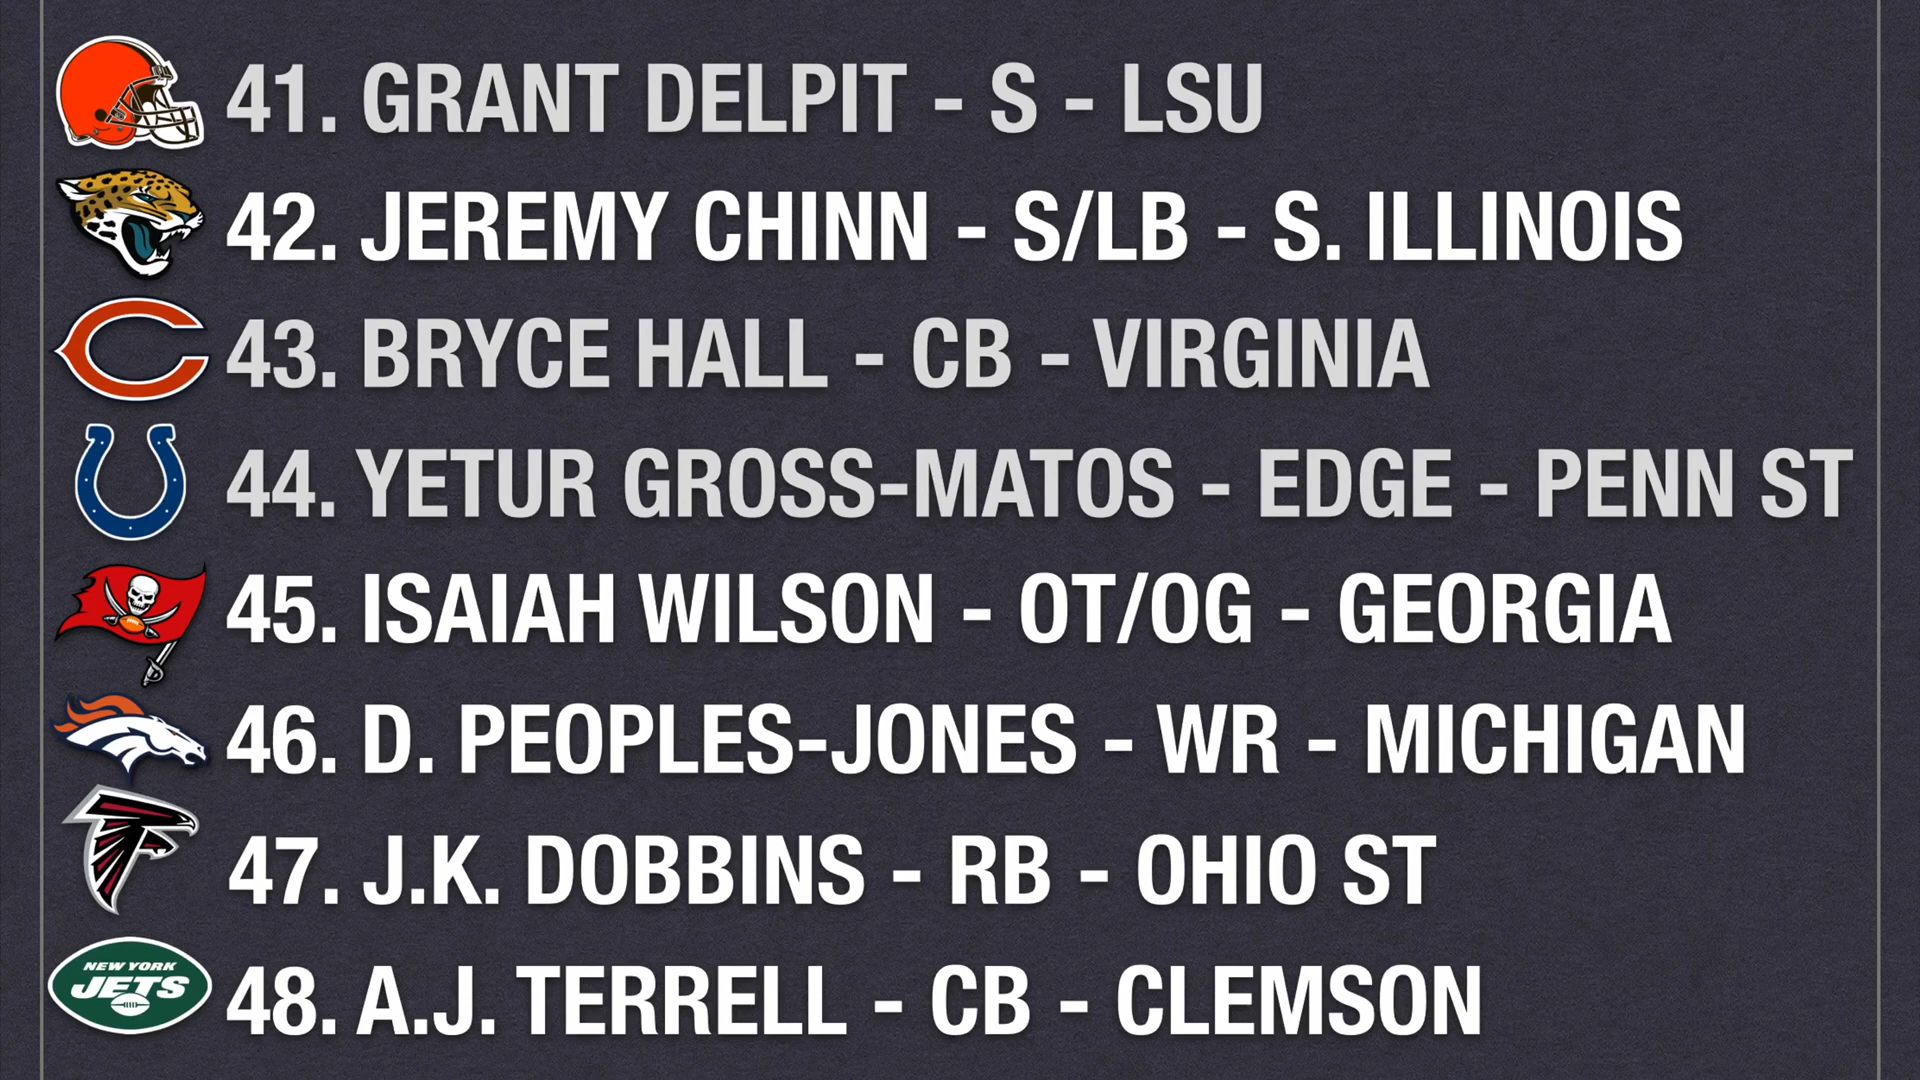 41. GRANT DELPIT - S - LSU
42. JEREMY CHINN - S/LB - S. ILLINOIS
43. BRYCE HALL - CB - VIRGINIA
44. YETUR GROSS-MATOS - EDGE - PENN ST
45. ISAIAH WILSON - OT/OG - GEORGIA
46. D. PEOPLES-JONES - WR - MICHIGAN
47. J.K. DOBBINS - RB - OHIO ST
NEW YORK
JETS
48. A.J. TERRELL - CB - CLEMSON